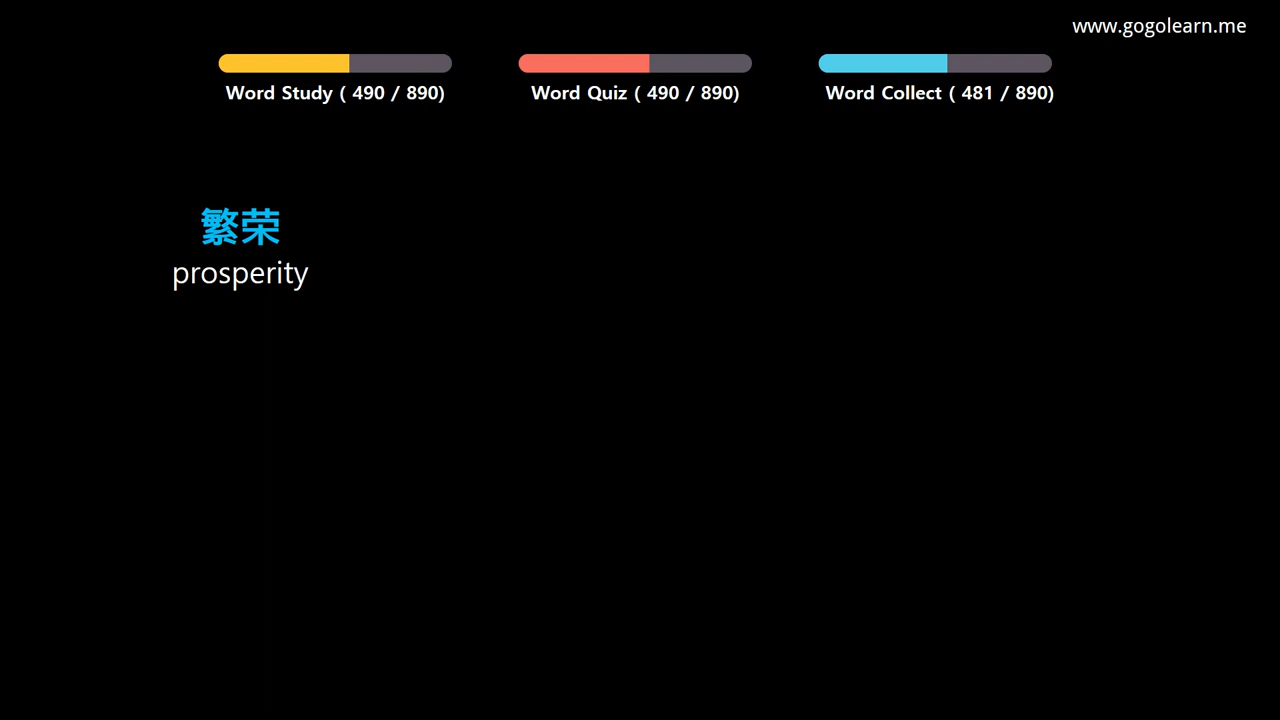 www.gogolearn.me
Word Study ( 490 / 890)
Word Quiz ( 490 / 890)
Word Collect ( 481 / 890)
繁荣
prosperity